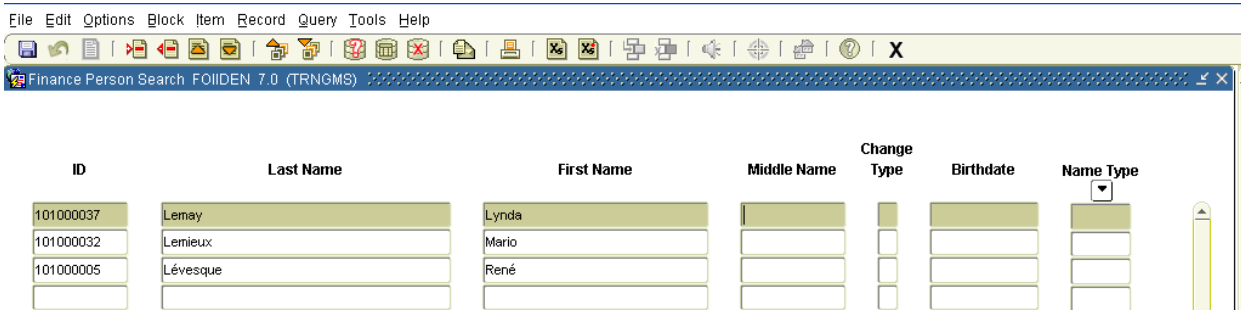 File Edit Options Block Item Record Query Tools Help
X
Finance Person Search FOIIDEN 7.0 (TRNGMS)
ID Last Name First Name Middle Name Change Type Birthdate Name Type
101000037 Lemay Lynda
101000032 Lemieux Mario
101000005 Lévesque René